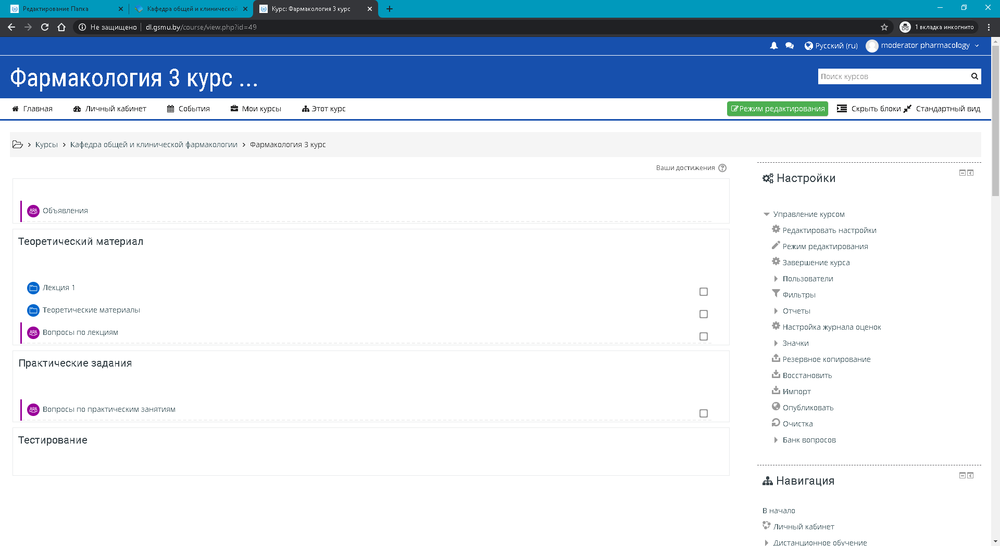 Редактирование Папка
Кафедра общей и клинической
Курс: Фармакология 3 курс
Не защищено
dl.gsmu.by/course/view.php?id=49
1 вкладка инкогнито
Русский (ru)
moderator pharmacology
Фармакология 3 курс ...
Поиск курсов
Главная
Личный кабинет
События
Мои курсы
Этот курс
Режим редактирования
Скрыть блоки
Стандартный вид
Курсы
Кафедра общей и клинической фармакологии
Фармакология 3 курс
Ваши достижения
Объявления
Теоретический материал
Лекция 1
Теоретические материалы
Вопросы по лекциям
Практические задания
Вопросы по практическим занятиям
Тестирование
Настройки
Управление курсом
Редактировать настройки
Режим редактирования
Завершение курса
Пользователи
Фильтры
Отчеты
Настройка журнала оценок
Значки
Резервное копирование
Восстановить
Импорт
Опубликовать
Очистка
Банк вопросов
Навигация
В начало
Личный кабинет
Дистанционное обучение